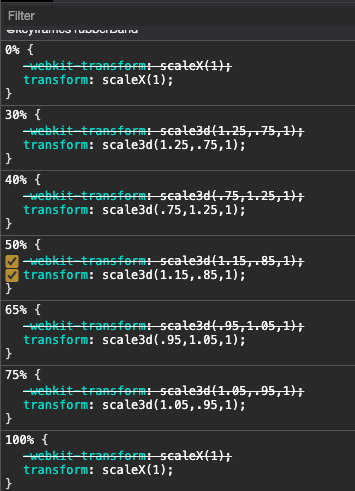 Filter
@keyframes rubberBand
0% {
-webkit-transform: scaleX(1);
transform: scaleX(1);
}
30% {
-webkit-transform: scale3d(1.25,.75,1);
transform: scale3d(1.25,.75,1);
}
40% {
-webkit-transform: scale3d(.75,1.25,1);
transform: scale3d(.75,1.25,1);
}
50% {
-webkit-transform: scale3d(1.15,.85,1);
transform: scale3d(1.15,.85,1);
}
65% {
-webkit-transform: scale3d(.95,1.05,1);
transform: scale3d(.95,1.05,1);
}
75% {
-webkit-transform: scale3d(1.05,.95,1);
transform: scale3d(1.05,.95,1);
}
100% {
-webkit-transform: scaleX(1);
transform: scaleX(1);
}